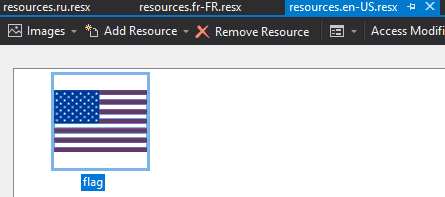 resources.ru.resx resources.fr-FR.resx resources.en-US.resx
Images Add Resource Remove Resource Access Modifi
flag